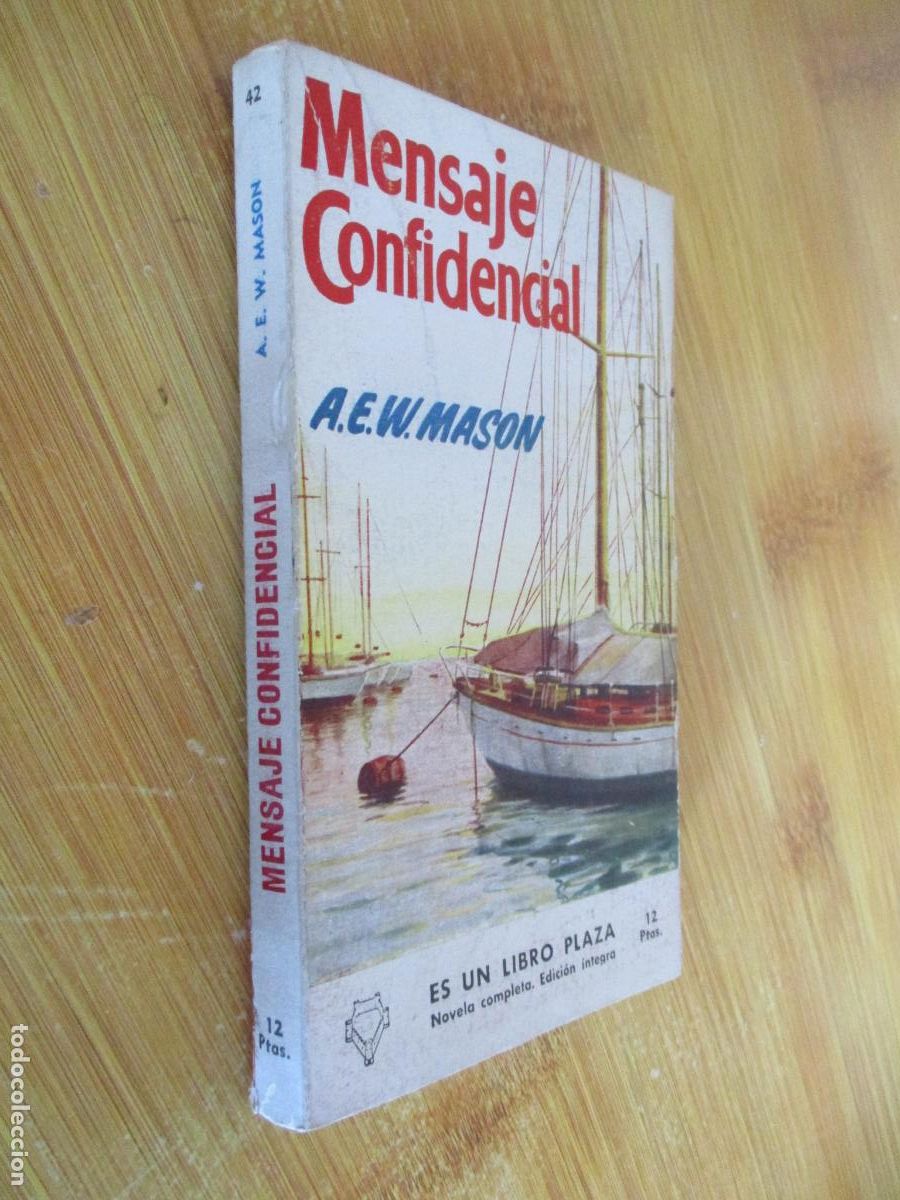 42
A. E. W. MASON
MENSAJE CONFIDENCIAL
12
Ptas.
Mensaje
Confidencial
A.E.W. MASON
ES UN LIBRO PLAZA
Novela completa. Edición íntegra
12
Ptas.
todocoleccion